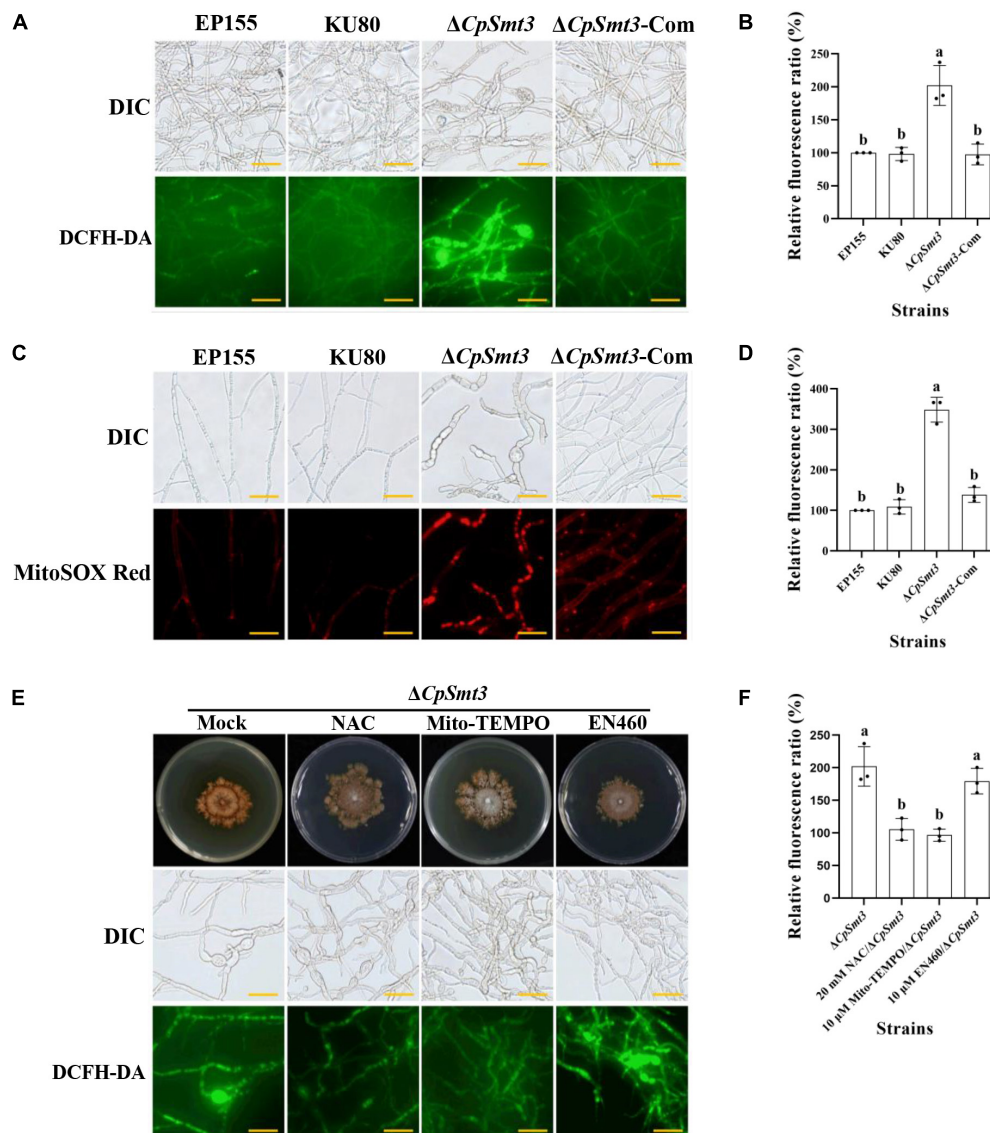 A
EP155 KU80 ΔCpSmt3 ΔCpSmt3-Com
DIC
DCFH-DA
B
Relative fluorescence ratio (%)
250
200
150
100
50
0
b b a b
EP155 KU80 ΔCpSmt3 ΔCpSmt3-Com
Strains
C
EP155 KU80 ΔCpSmt3 ΔCpSmt3-Com
DIC
MitoSOX Red
D
Relative fluorescence ratio (%)
400
300
200
100
0
b b a b
EP155 KU80 ΔCpSmt3 ΔCpSmt3-Com
Strains
E
ΔCpSmt3
Mock NAC Mito-TEMPO EN460
DIC
DCFH-DA
F
Relative fluorescence ratio (%)
250
200
150
100
50
0
a b b a
ΔCpSmt3 20 mM NAC/ΔCpSmt3 10 μM Mito-TEMPO/ΔCpSmt3 10 μM EN460/ΔCpSmt3
Strains